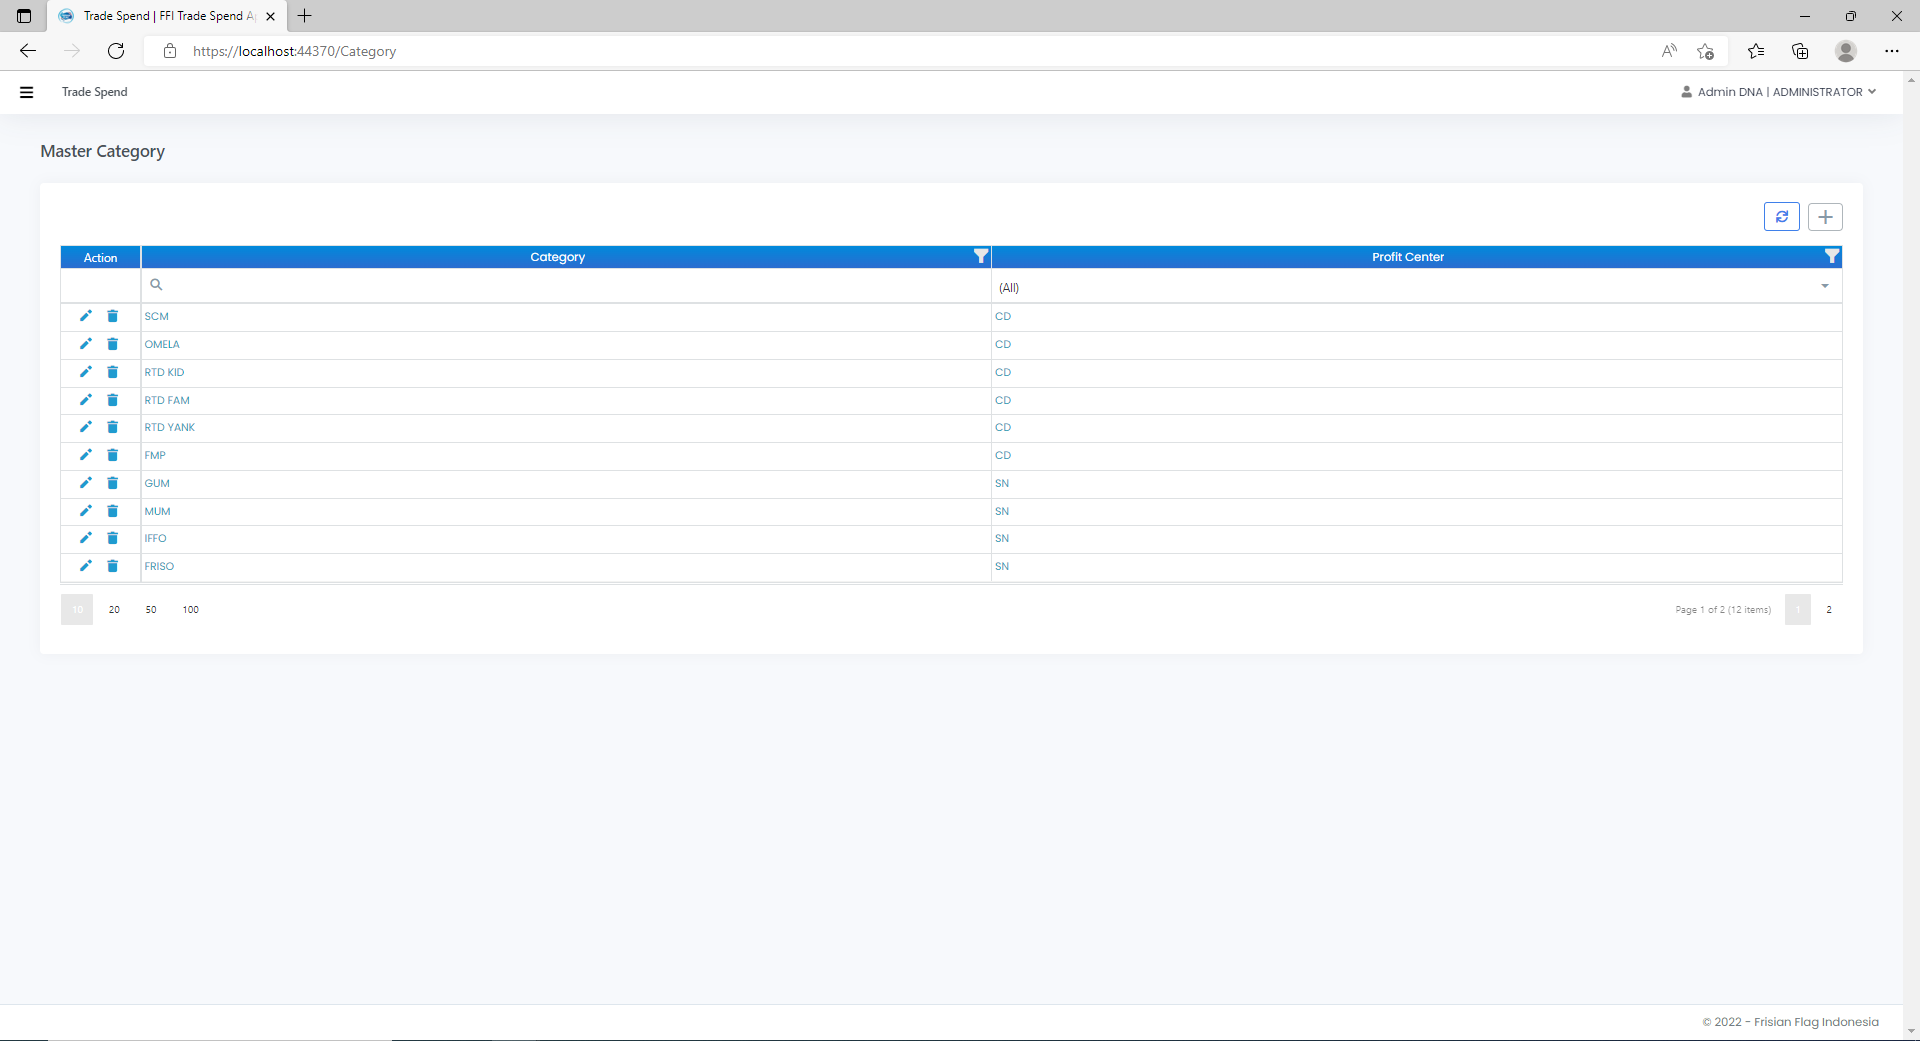 Trade Spend | FFI Trade Spend A
https://localhost:44370/Category
Trade Spend
Admin DNA | ADMINISTRATOR
Master Category
Action Category Profit Center
(All)
SCM CD
OMELA CD
RTD KID CD
RTD FAM CD
RTD YANK CD
FMP CD
GUM SN
MUM SN
IFFO SN
FRISO SN
10 20 50 100 Page 1 of 2 (12 items) 1 2
© 2022 - Frisian Flag Indonesia